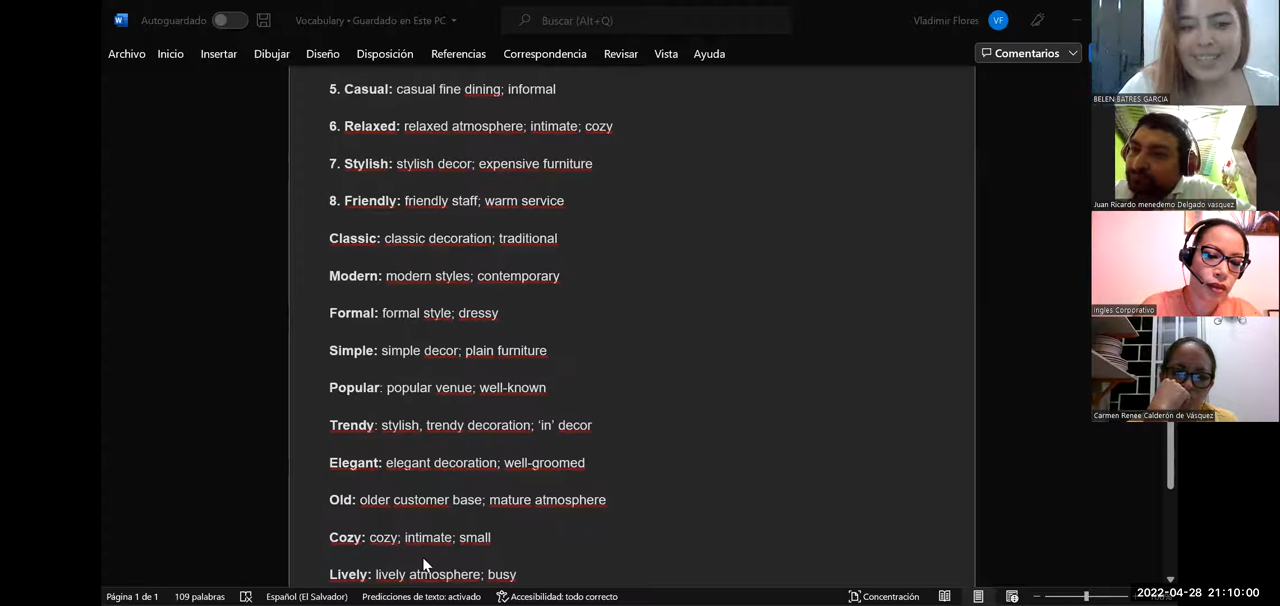 Autoguardado
Vocabulary • Guardado en Este PC
Buscar (Alt+Q)
Vladimir Flores
VF
Archivo
Inicio
Insertar
Dibujar
Diseño
Disposición
Referencias
Correspondencia
Revisar
Vista
Ayuda
Comentarios
5. Casual: casual fine dining; informal
6. Relaxed: relaxed atmosphere; intimate; cozy
7. Stylish: stylish decor; expensive furniture
8. Friendly: friendly staff; warm service
Classic: classic decoration; traditional
Modern: modern styles; contemporary
Formal: formal style; dressy
Simple: simple decor; plain furniture
Popular: popular venue; well-known
Trendy: stylish, trendy decoration; ‘in’ decor
Elegant: elegant decoration; well-groomed
Old: older customer base; mature atmosphere
Cozy: cozy; intimate; small
Lively: lively atmosphere; busy
BELEN BATRES GARCIA
Juan Ricardo menedemo Delgado vasquez
ingles Corporativo
Carmen Renee Calderón de Vásquez
Página 1 de 1
109 palabras
Español (El Salvador)
Predicciones de texto: activado
Accesibilidad: todo correcto
Concentración
2022-04-28 21:10:00